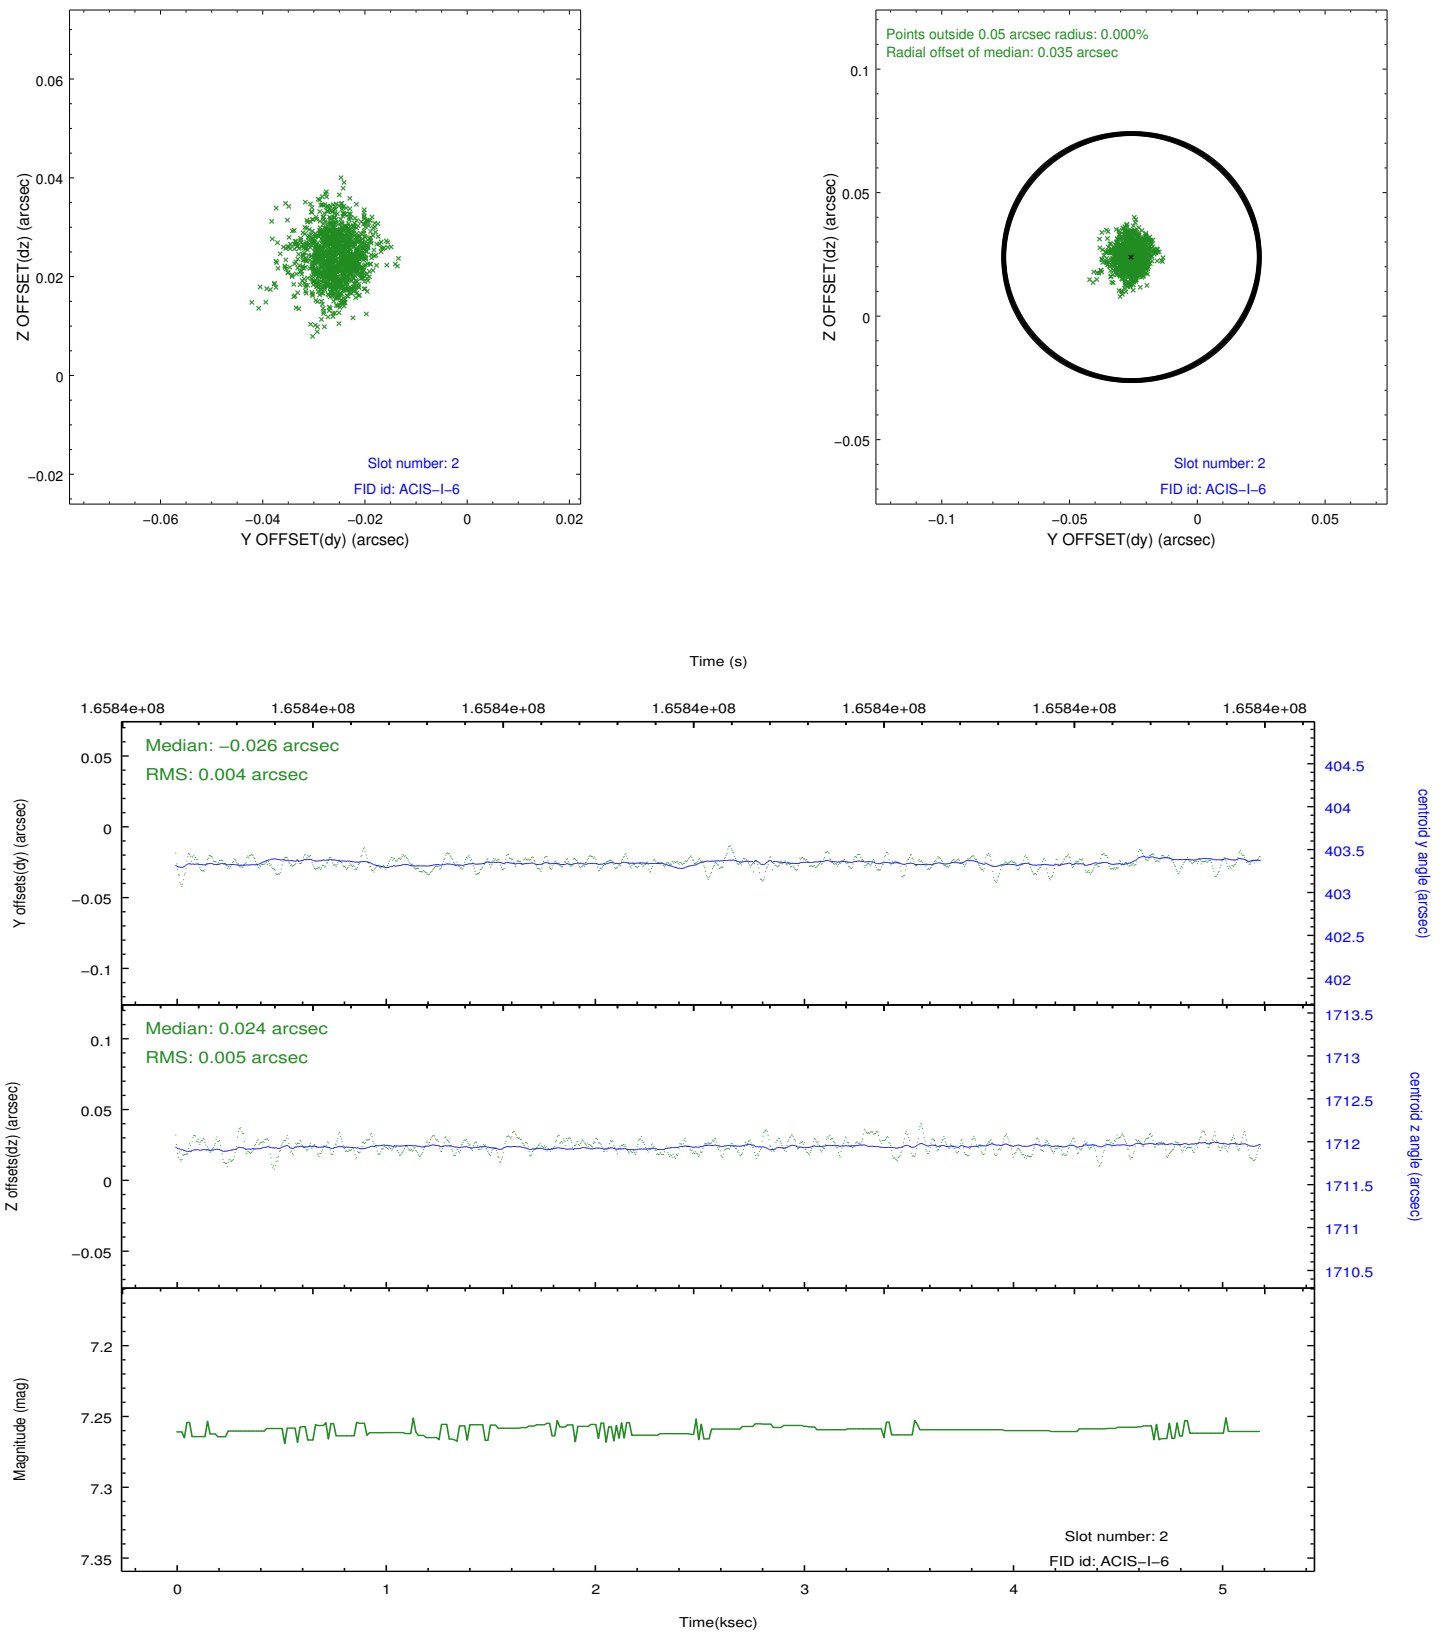 0.06
0.04
0.02
0
−0.02
Z OFFSET(dz) (arcsec)
Slot number: 2
FID id: ACIS−I−6
−0.06
−0.04
−0.02
0
0.02
Y OFFSET(dy) (arcsec)
Points outside 0.05 arcsec radius: 0.000%
Radial offset of median: 0.035 arcsec
0.1
0.05
0
−0.05
Z OFFSET(dz) (arcsec)
Slot number: 2
FID id: ACIS−I−6
−0.1
−0.05
0
0.05
Y OFFSET(dy) (arcsec)
Time (s)
1.6584e+08 1.6584e+08 1.6584e+08 1.6584e+08 1.6584e+08 1.6584e+08 1.6584e+08
Median: −0.026 arcsec
RMS: 0.004 arcsec
0.05
0
−0.05
−0.1
Y offsets(dy) (arcsec)
404.5
404
403.5
403
402.5
402
centroid y angle (arcsec)
Median: 0.024 arcsec
RMS: 0.005 arcsec
0.1
0.05
0
−0.05
Z offsets(dz) (arcsec)
1713.5
1713
1712.5
1712
1711.5
1711
1710.5
centroid z angle (arcsec)
7.2
7.25
7.3
7.35
Magnitude (mag)
Slot number: 2
FID id: ACIS−I−6
0 1 2 3 4 5
Time(ksec)